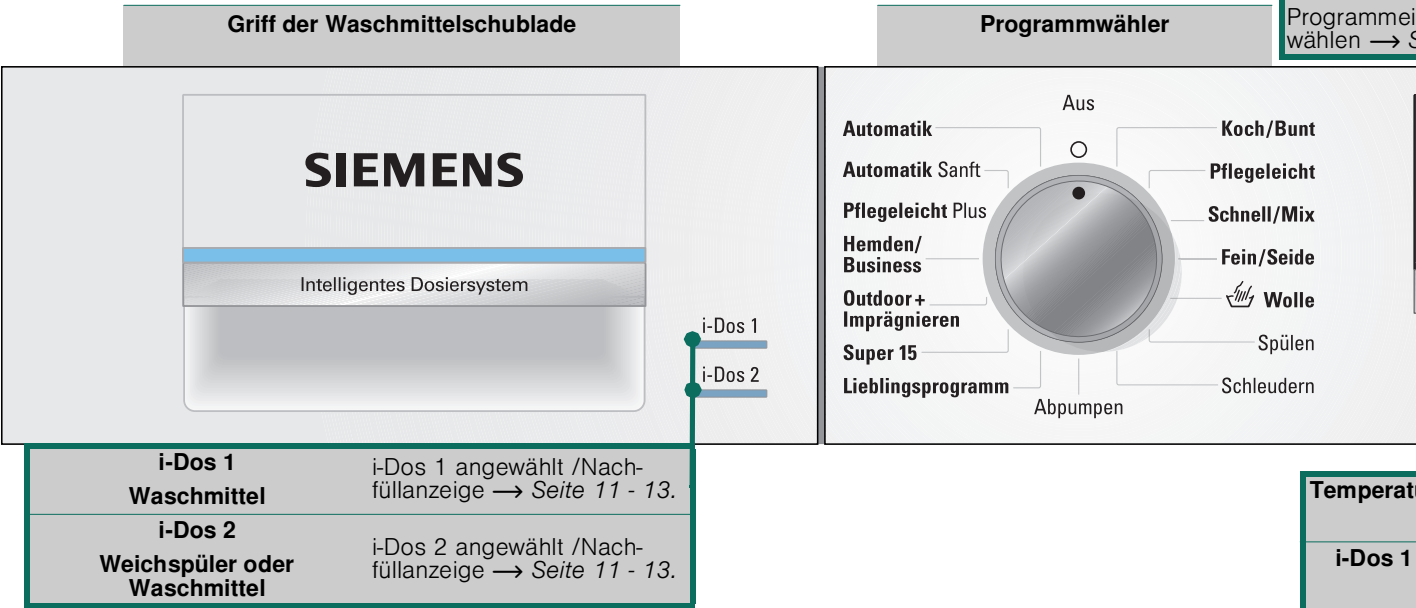 Griff der Waschmittelschublade
Programmwähler
Programmei
wählen → S
SIEMENS
Intelligentes Dosiersystem
i-Dos 1
i-Dos 2
Aus
Automatik
Automatik Sanft
Pflegeleicht Plus
Hemden/
Business
Outdoor+
Imprägnieren
Super 15
Lieblingsprogramm
Abpumpen
Koch/Bunt
Pflegeleicht
Schnell/Mix
Fein/Seide
Wolle
Spülen
Schleudern
i-Dos 1
Waschmittel
i-Dos 1 angewählt /Nach-
füllanzeige → Seite 11 - 13.
i-Dos 2
Weichspüler oder
Waschmittel
i-Dos 2 angewählt /Nach-
füllanzeige → Seite 11 - 13.
Temperatu
i-Dos 1